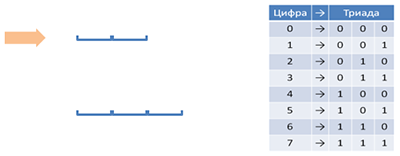 Цифра → Триада
0 → 0 0 0
1 → 0 0 1
2 → 0 1 0
3 → 0 1 1
4 → 1 0 0
5 → 1 0 1
6 → 1 1 0
7 → 1 1 1